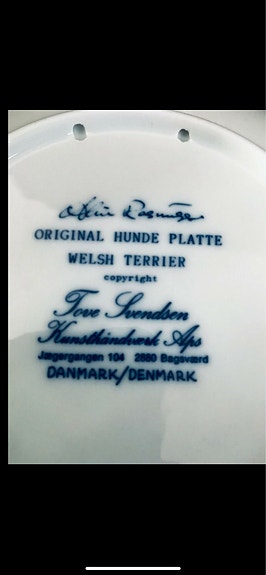 ORIGINAL HUNDE PLATTE
WELSH TERRIER
copyright
Tove Svendsen
Kunsthåndværk Aps
Jægergangen 104 2880 Bagsværd
DANMARK/DENMARK